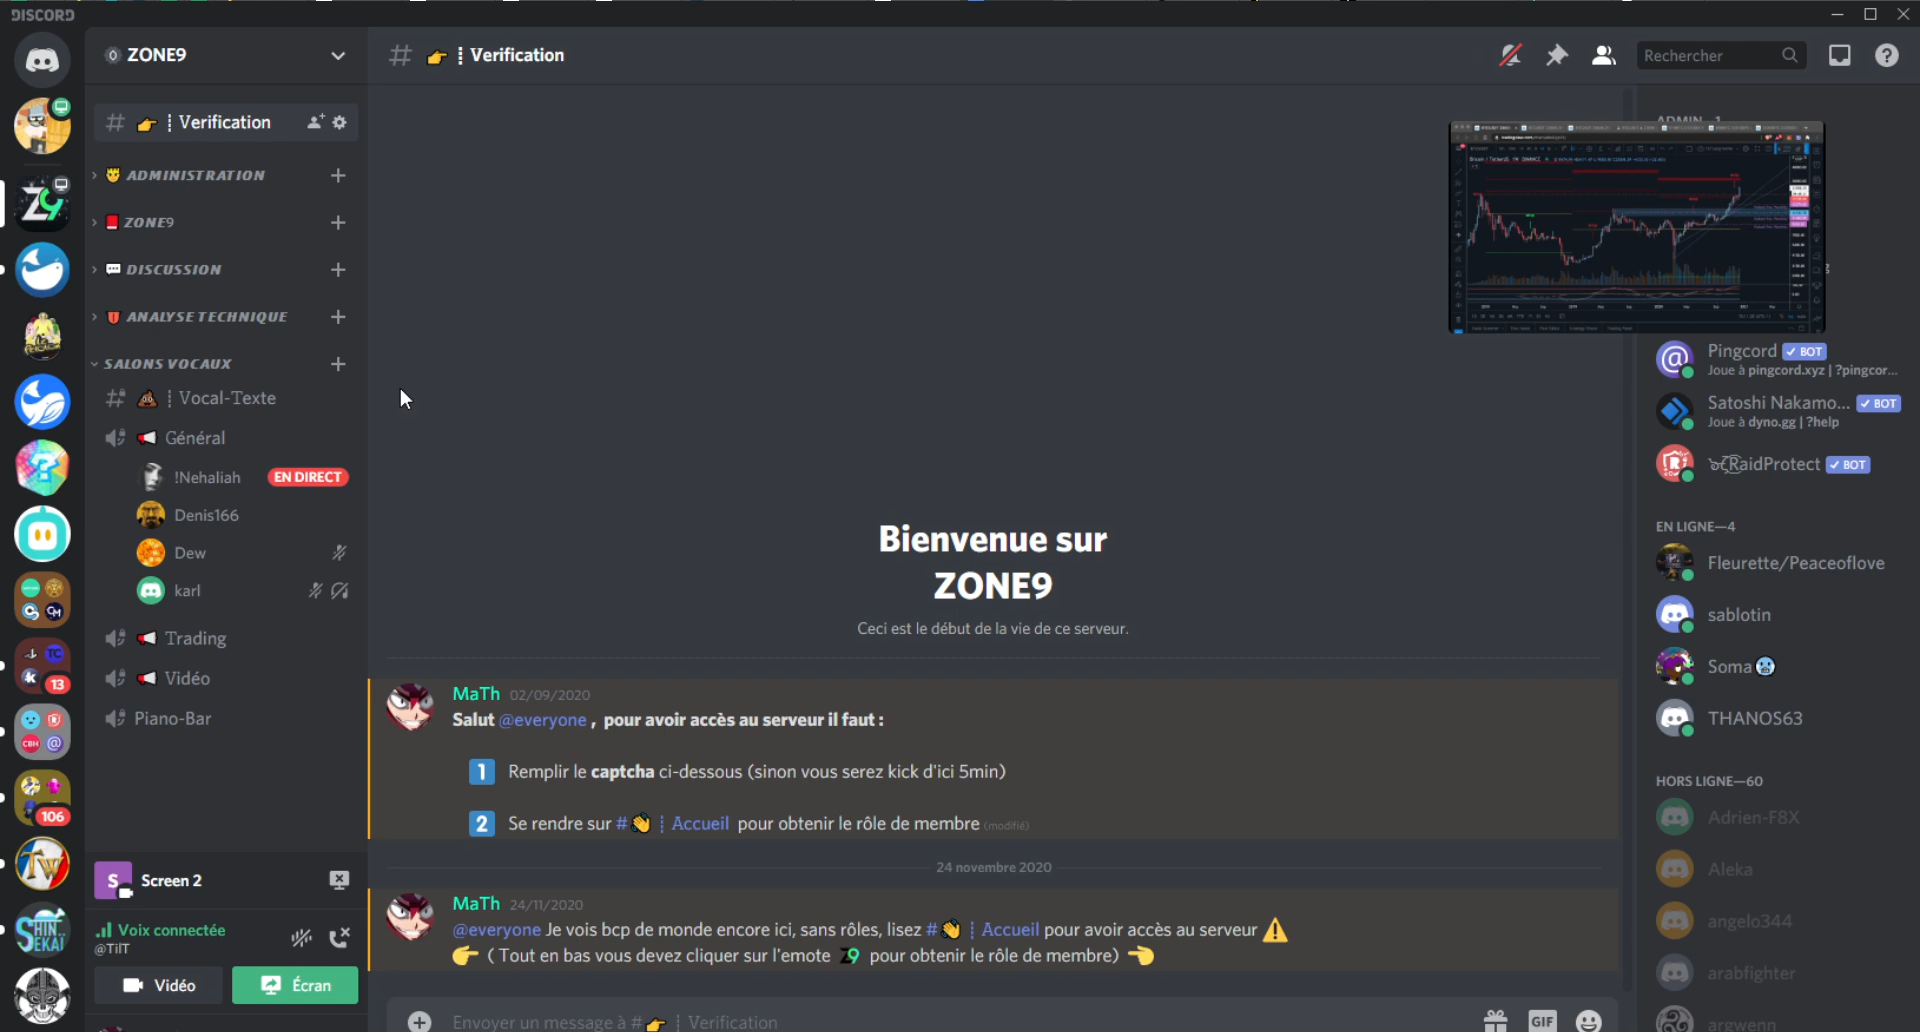 DISCORD
ZONE9
Verification
Rechercher
Verification
ADMINISTRATION
ZONE9
DISCUSSION
ANALYSE TECHNIQUE
SALONS VOCAUX
Vocal-Texte
Général
!Nehaliah EN DIRECT
Denis166
Dew
karl
Trading
Vidéo
Piano-Bar
13
106
S Screen 2
Voix connectée
@TilT
Vidéo Écran
Bienvenue sur
ZONE9
Ceci est le début de la vie de ce serveur.
MaTh 02/09/2020
Salut @everyone , pour avoir accès au serveur il faut :
1 Remplir le captcha ci-dessous (sinon vous serez kick d'ici 5min)
2 Se rendre sur #👋┊Accueil pour obtenir le rôle de membre (modifié)
24 novembre 2020
MaTh 24/11/2020
@everyone Je vois bcp de monde encore ici, sans rôles, lisez #👋┊Accueil pour avoir accès au serveur ⚠️
👉 ( Tout en bas vous devez cliquer sur l'emote Z9 pour obtenir le rôle de membre) 👈
Envoyer un message à #👉┊Verification
GIF
ADMIN—1
Pingcord ✓ BOT
Joue à pingcord.xyz | ?pingcor...
Satoshi Nakamo... ✓ BOT
Joue à dyno.gg | ?help
RaidProtect ✓ BOT
EN LIGNE—4
Fleurette/Peaceoflove
sablotin
Soma
THANOS63
HORS LIGNE—60
Adrien-F8X
Aleka
angelo344
arabfighter
argwenn